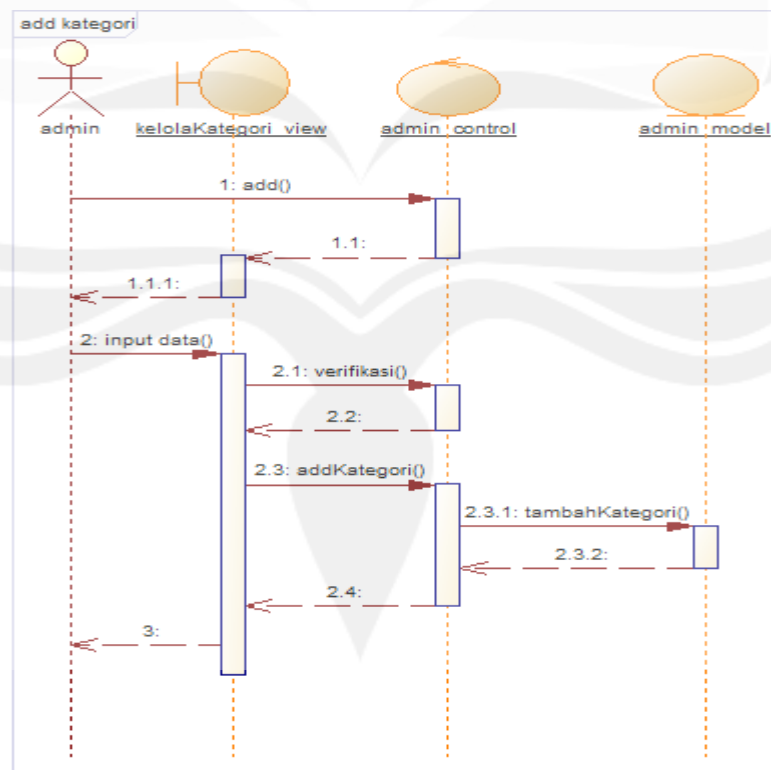 add kategori
admin
kelolaKategori_view
admin_control
admin_model
1: add()
1.1:
1.1.1:
2: input data()
2.1: verifikasi()
2.2:
2.3: addKategori()
2.3.1: tambahKategori()
2.3.2:
2.4:
3: